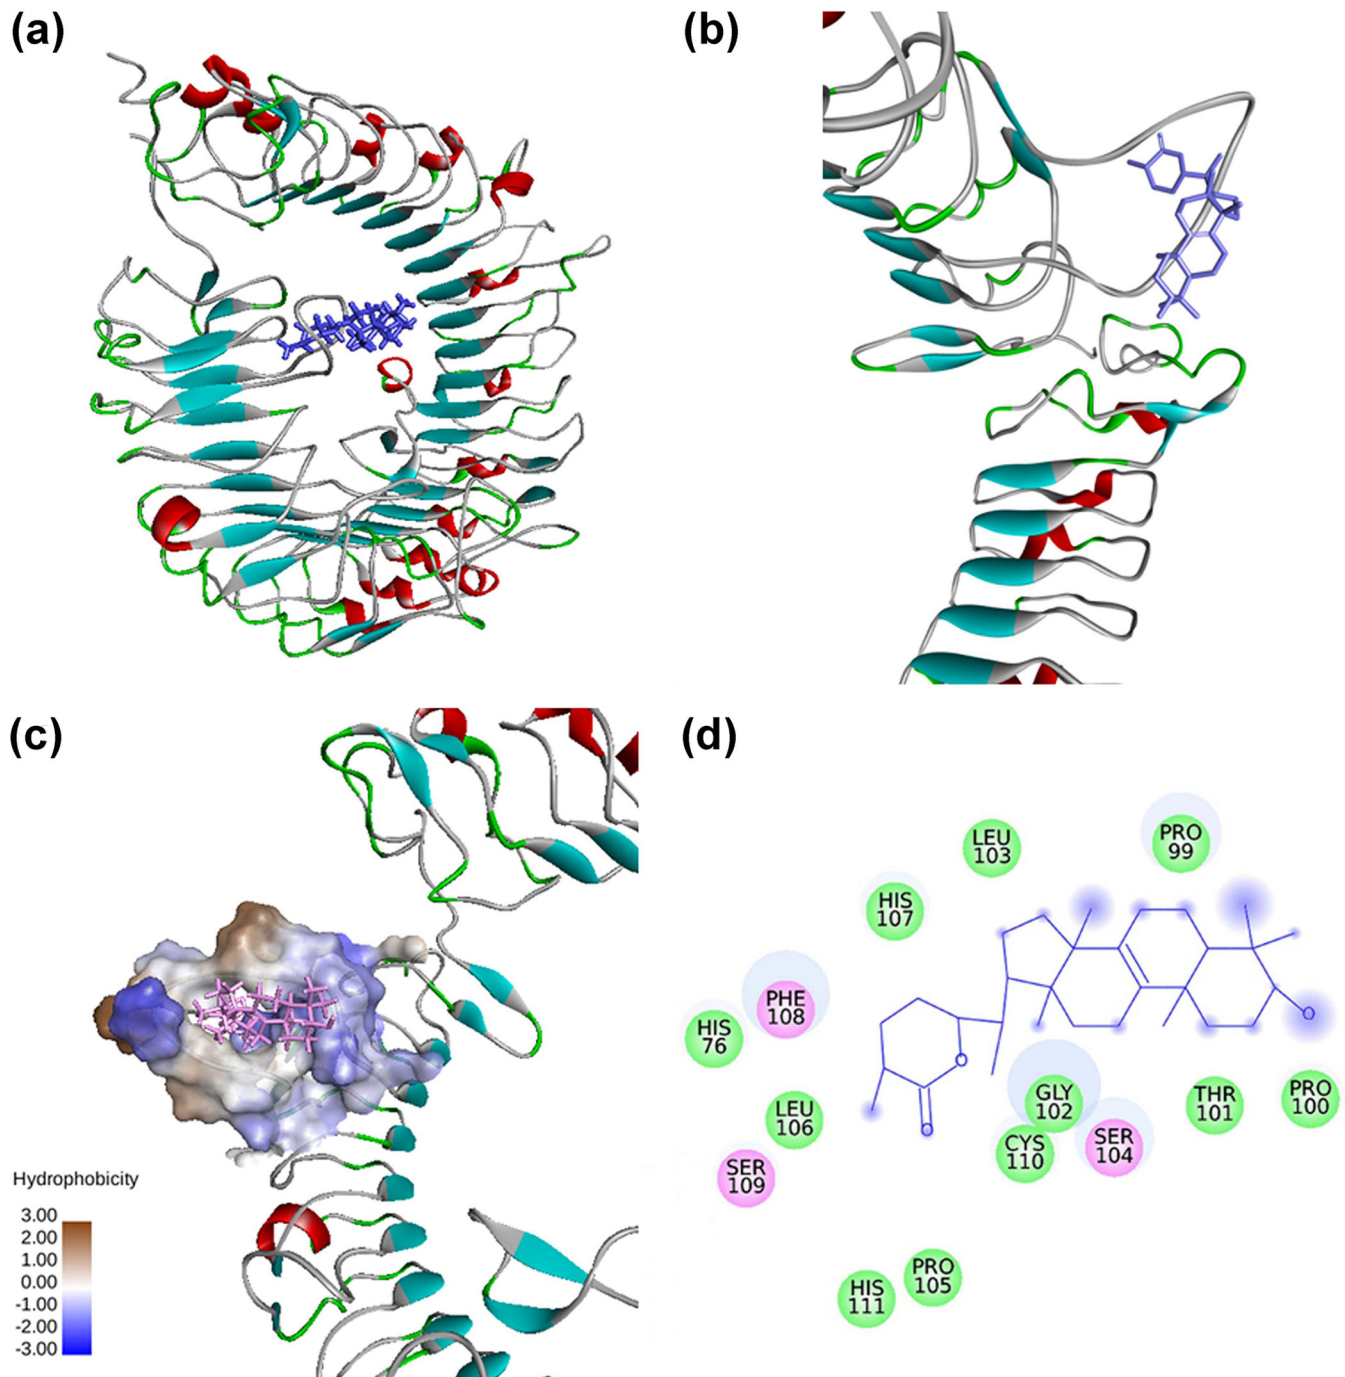 (a)
(b)
(c)
(d)
Hydrophobicity
3.00
2.00
1.00
0.00
-1.00
-2.00
-3.00
LEU
103
PRO
99
HIS
107
PHE
108
HIS
76
O
O
O
GLY
102
THR
101
PRO
100
LEU
106
CYS
110
SER
104
SER
109
PRO
105
HIS
111